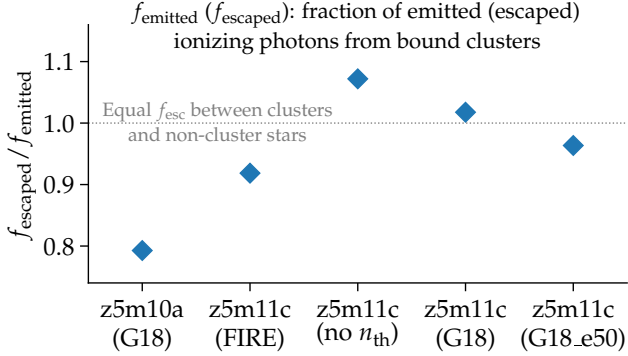 f_emitted (f_escaped): fraction of emitted (escaped)
ionizing photons from bound clusters
f_escaped / f_emitted
1.1
1.0
0.9
0.8
Equal f_esc between clusters
and non-cluster stars
z5m10a
(G18)
z5m11c
(FIRE)
z5m11c
(no n_th)
z5m11c
(G18)
z5m11c
(G18_e50)